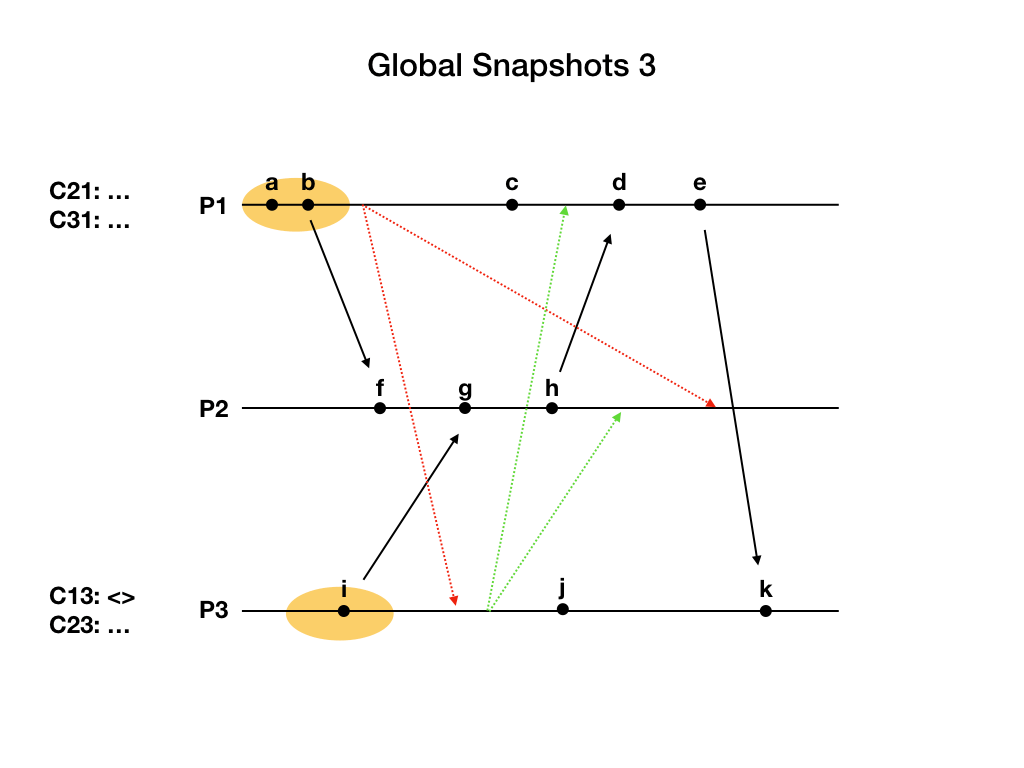 Global Snapshots 3
C21: …
C31: …
P1
a b c d e
P2
f g h
C13: <>
C23: …
P3
i j k